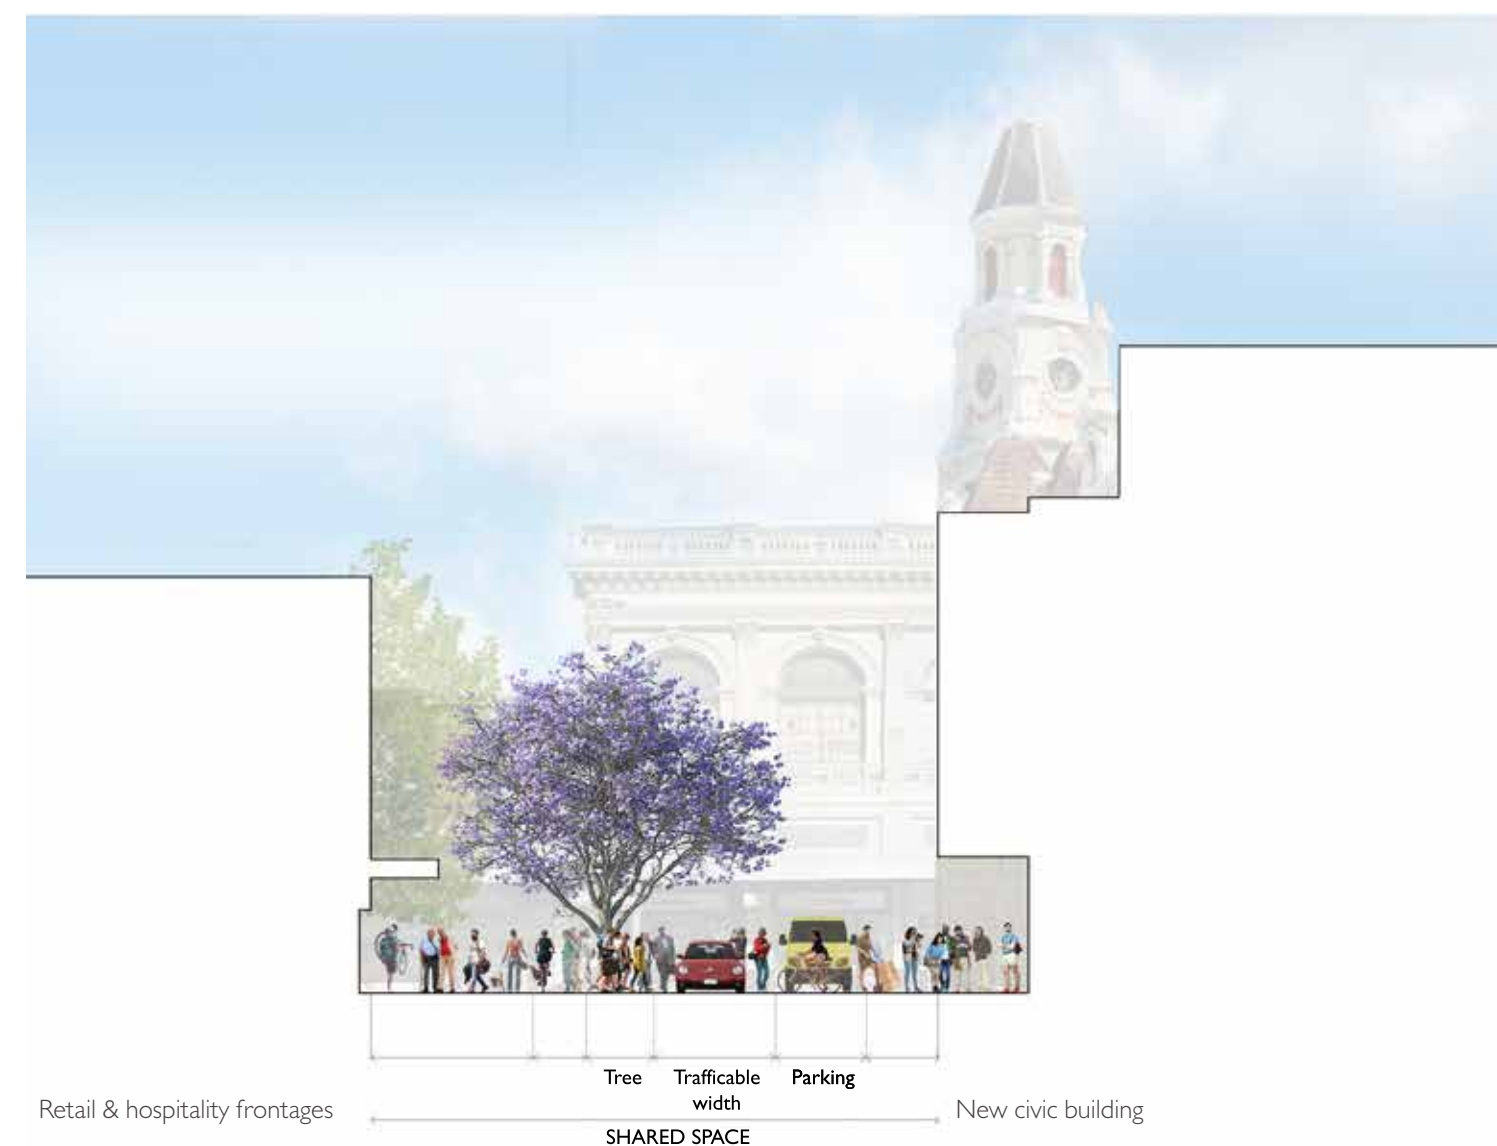 Tree
Trafficable
width
Parking
Retail & hospitality frontages
New civic building
SHARED SPACE